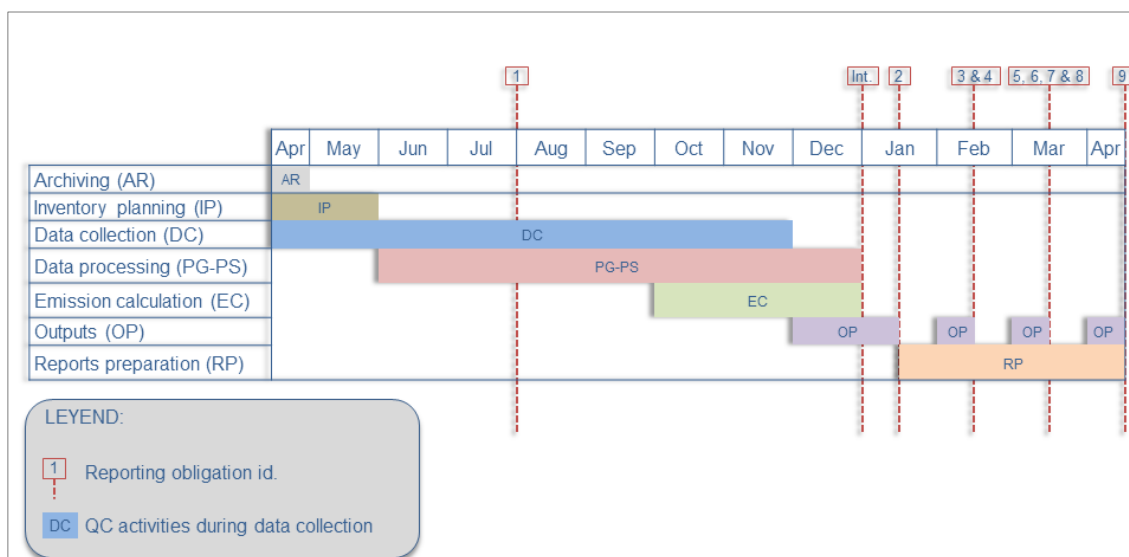 1 Int. 2 3 & 4 5, 6, 7 & 8 9
Apr May Jun Jul Aug Sep Oct Nov Dec Jan Feb Mar Apr
Archiving (AR) AR
Inventory planning (IP) IP
Data collection (DC) DC
Data processing (PG-PS) PG-PS
Emission calculation (EC) EC
Outputs (OP) OP OP OP OP
Reports preparation (RP) RP
LEYEND:
1 Reporting obligation id.
DC QC activities during data collection